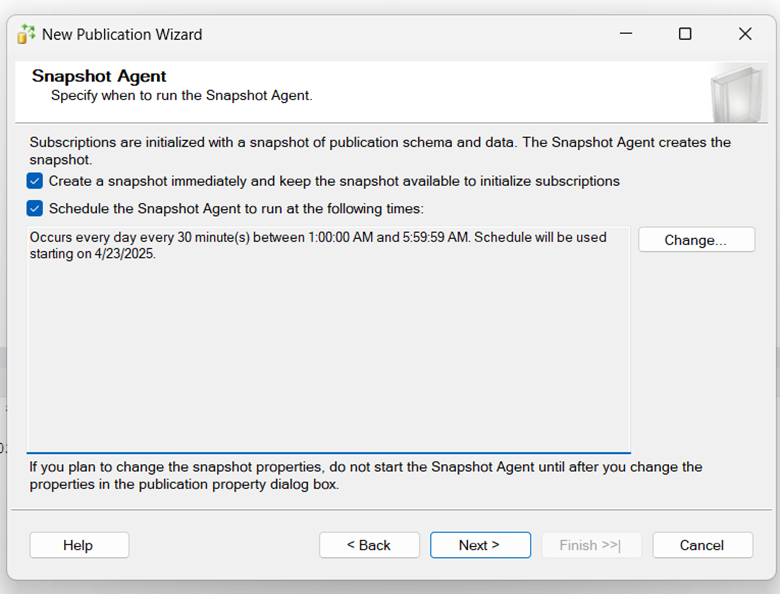 New Publication Wizard
Snapshot Agent
Specify when to run the Snapshot Agent.
Subscriptions are initialized with a snapshot of publication schema and data. The Snapshot Agent creates the
snapshot.
Create a snapshot immediately and keep the snapshot available to initialize subscriptions
Schedule the Snapshot Agent to run at the following times:
Occurs every day every 30 minute(s) between 1:00:00 AM and 5:59:59 AM. Schedule will be used
starting on 4/23/2025.
Change...
If you plan to change the snapshot properties, do not start the Snapshot Agent until after you change the
properties in the publication property dialog box.
Help
< Back
Next >
Finish >>|
Cancel